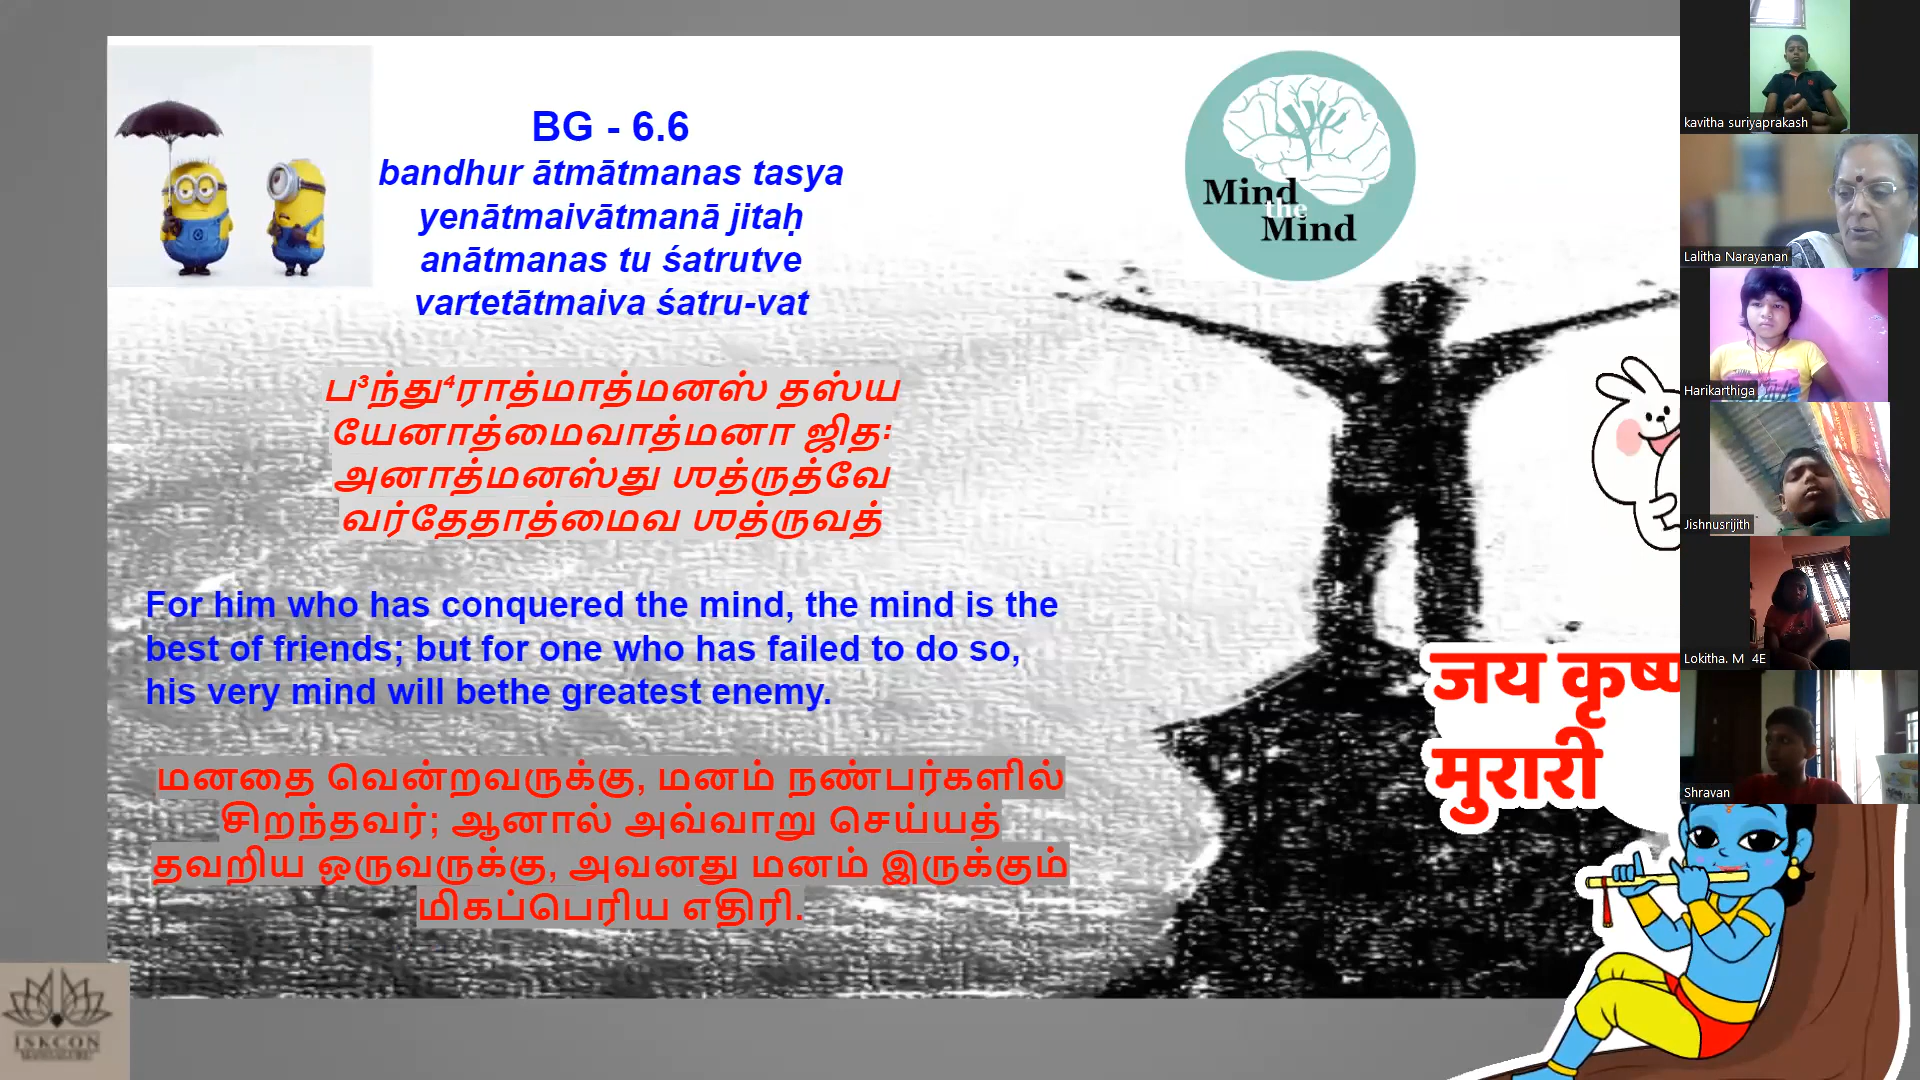 BG - 6.6
bandhur ātmātmanas tasya
yenātmaivātmanā jitaḥ
anātmanas tu śatrutve
vartetātmaiva śatru-vat
ப³ந்து⁴ராத்மாத்மனஸ் தஸ்ய
யேனாத்மைவாத்மனா ஜித꞉
அனாத்மனஸ்து ஶத்ருத்வே
வர்தேதாத்மைவ ஶத்ருவத்
For him who has conquered the mind, the mind is the
best of friends; but for one who has failed to do so,
his very mind will bethe greatest enemy.
மனதை வென்றவருக்கு, மனம் நண்பர்களில்
சிறந்தவர்; ஆனால் அவ்வாறு செய்யத்
தவறிய ஒருவருக்கு, அவனது மனம் இருக்கும்
மிகப்பெரிய எதிரி.
Mind
the
Mind
जय कृष्ण
मुरारी
kavitha suriyaprakash
Lalitha Narayanan
Harikarthiga
Jishnusrijith
Lokitha. M 4E
Shravan
ISKCON